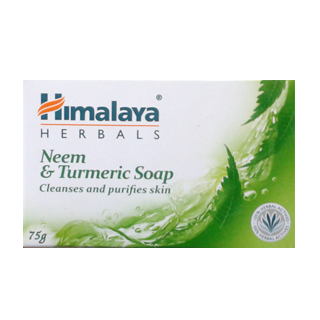 Himalaya®
HERBALS
Neem
& Turmeric Soap
Cleanses and purifies skin
75g